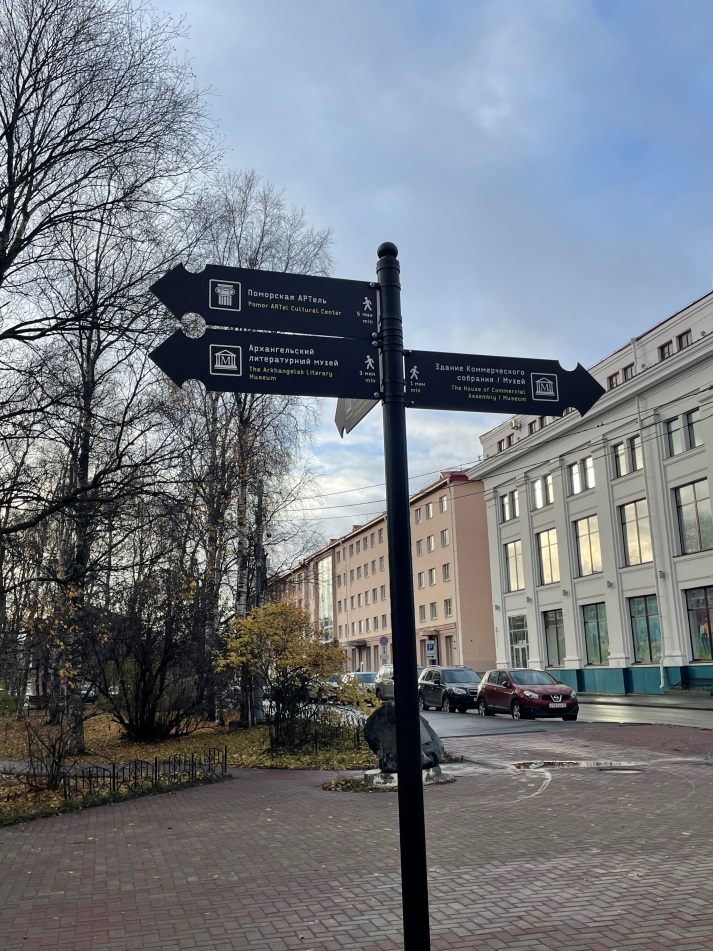 Поморская АРТель
Pomor ARTel Cultural Center
5 мин
min
Архангельский
литературный музей
The Arkhangelsk Literary
Museum
3 мин
min
Здание Коммерческого
собрания / Музей
The House of Commercial
Assembly / Museum
1 мин
min